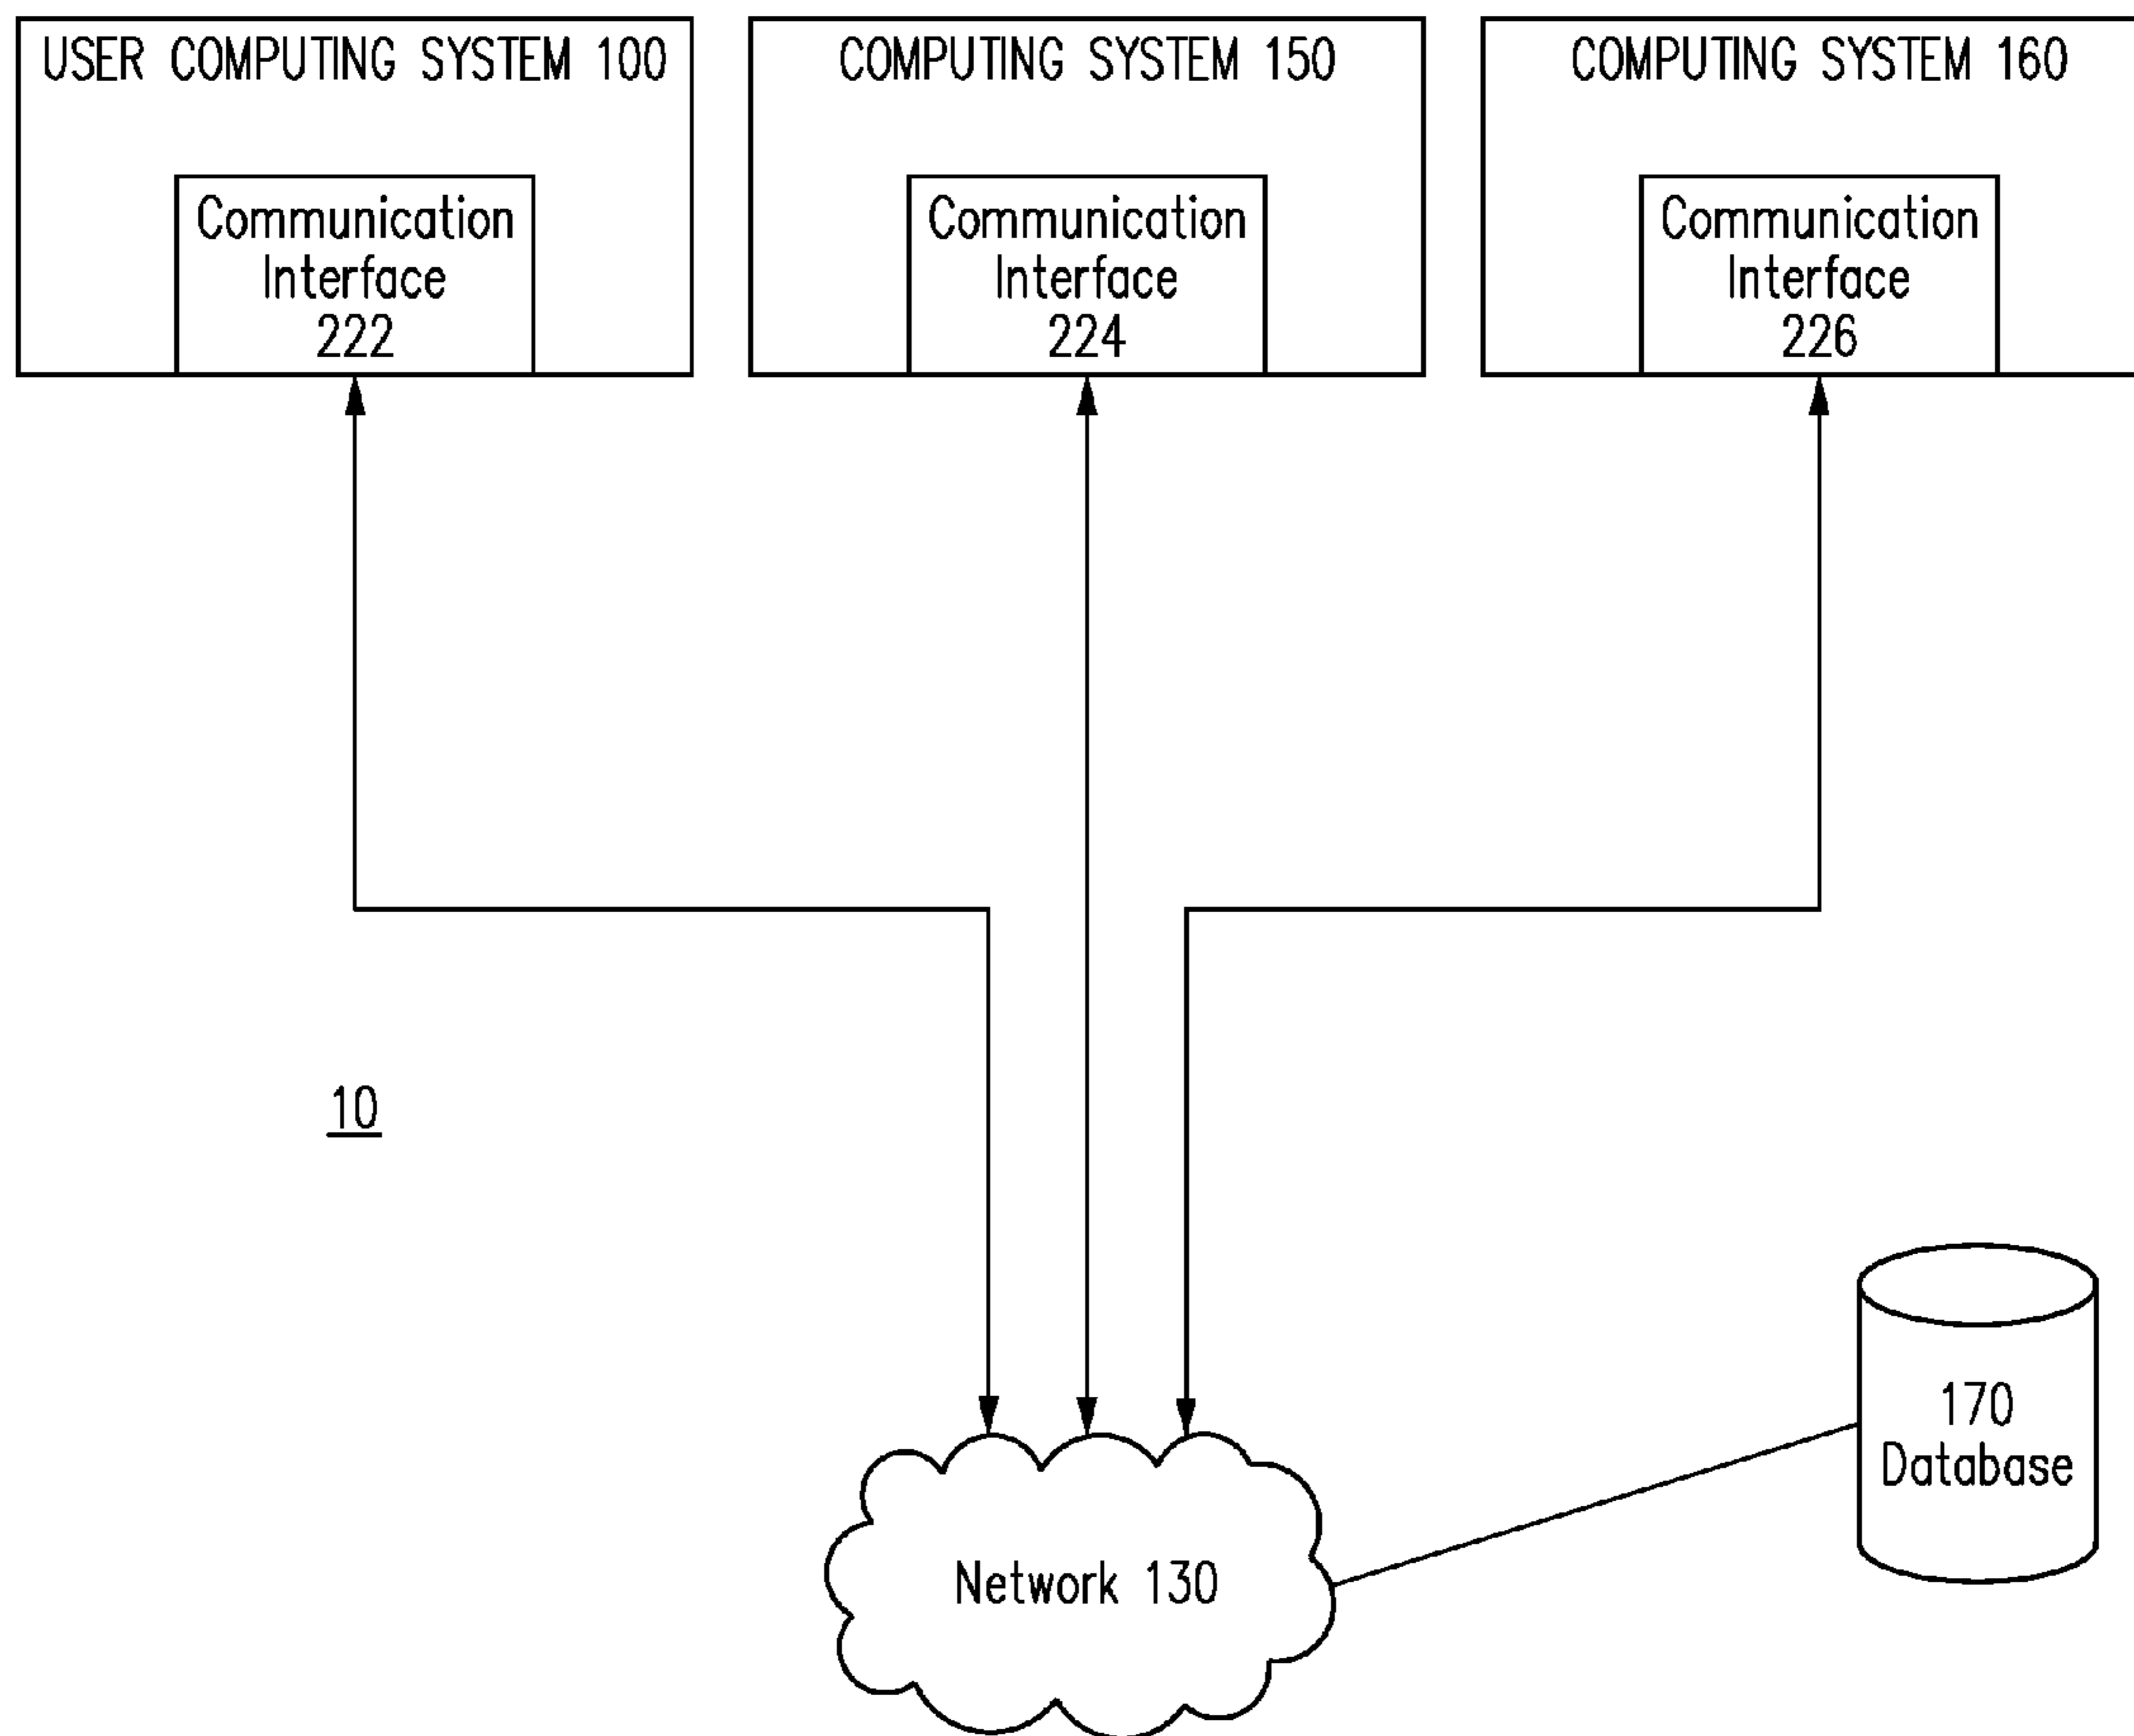 USER COMPUTING SYSTEM 100
Communication
Interface
222
COMPUTING SYSTEM 150
Communication
Interface
224
COMPUTING SYSTEM 160
Communication
Interface
226
10
170
Database
Network 130